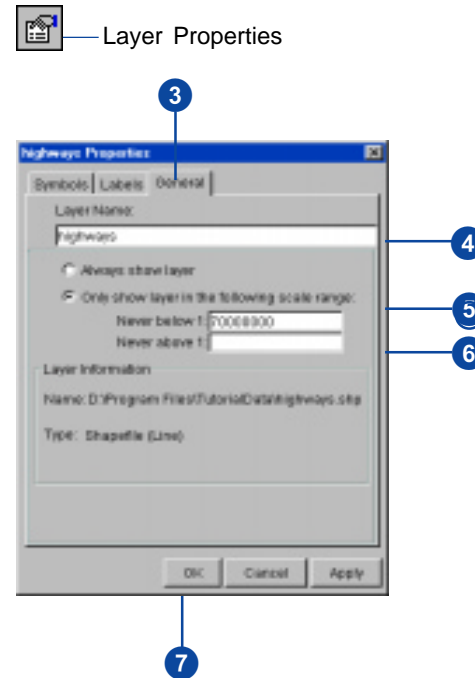 Layer Properties
3
highways Properties
Symbols Labels General
Layer Name:
highways
4
Always show layer
Only show layer in the following scale range:
5
Never below 1: 70000000
Never above 1:
6
Layer Information
Name: D:\Program Files\TutorialData\highways.shp
Type: Shapefile (Line)
OK Cancel Apply
7